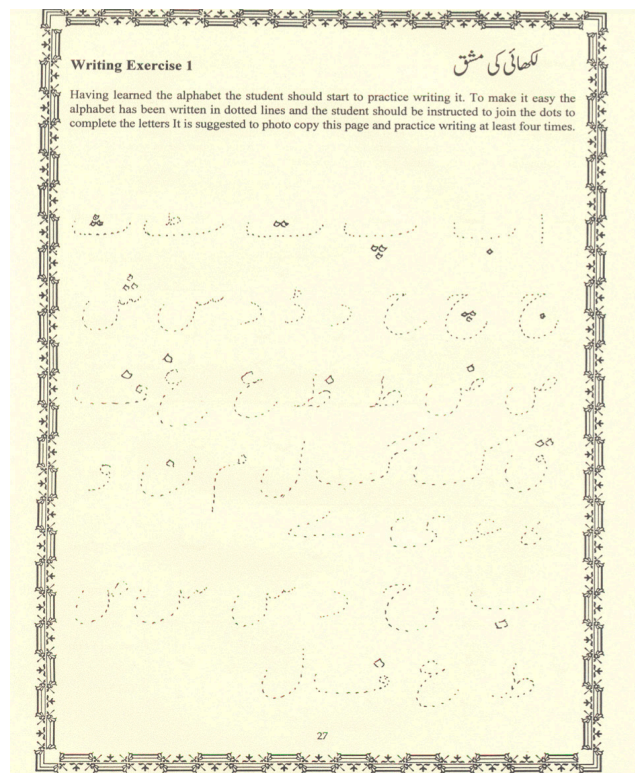 Writing Exercise 1 لکھائی کی مشق
Having learned the alphabet the student should start to practice writing it. To make it easy the
alphabet has been written in dotted lines and the student should be instructed to join the dots to
complete the letters It is suggested to photo copy this page and practice writing at least four times.
ا ب پ ت ٹ ث
ج چ ح د ڈ د س ش
ص ض ط ظ ع غ ف
ق ک گ ل م ن و
ہ ء ی ے
ب ح د س س ص
ط ع ف ل
27